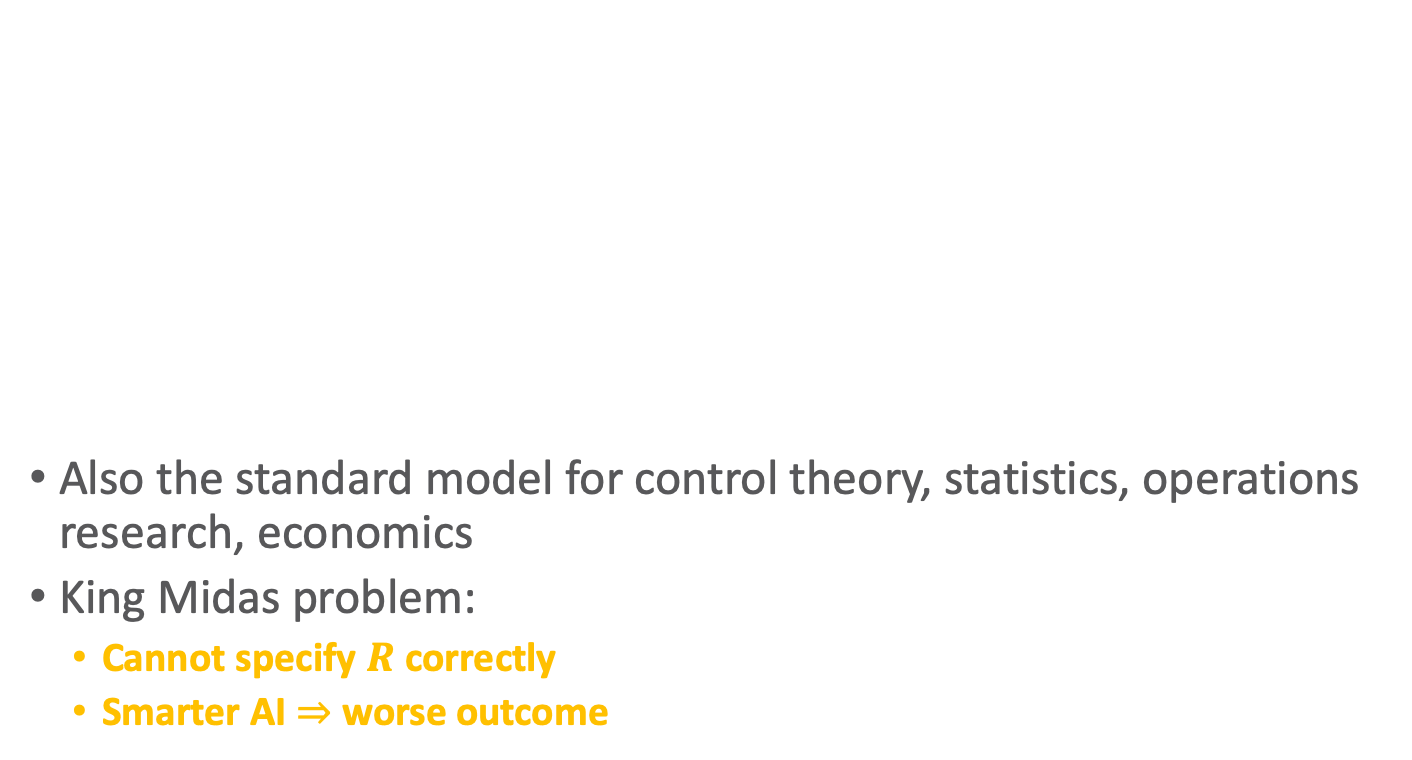 • Also the standard model for control theory, statistics, operations
research, economics
• King Midas problem:
• Cannot specify R correctly
• Smarter AI ⇒ worse outcome